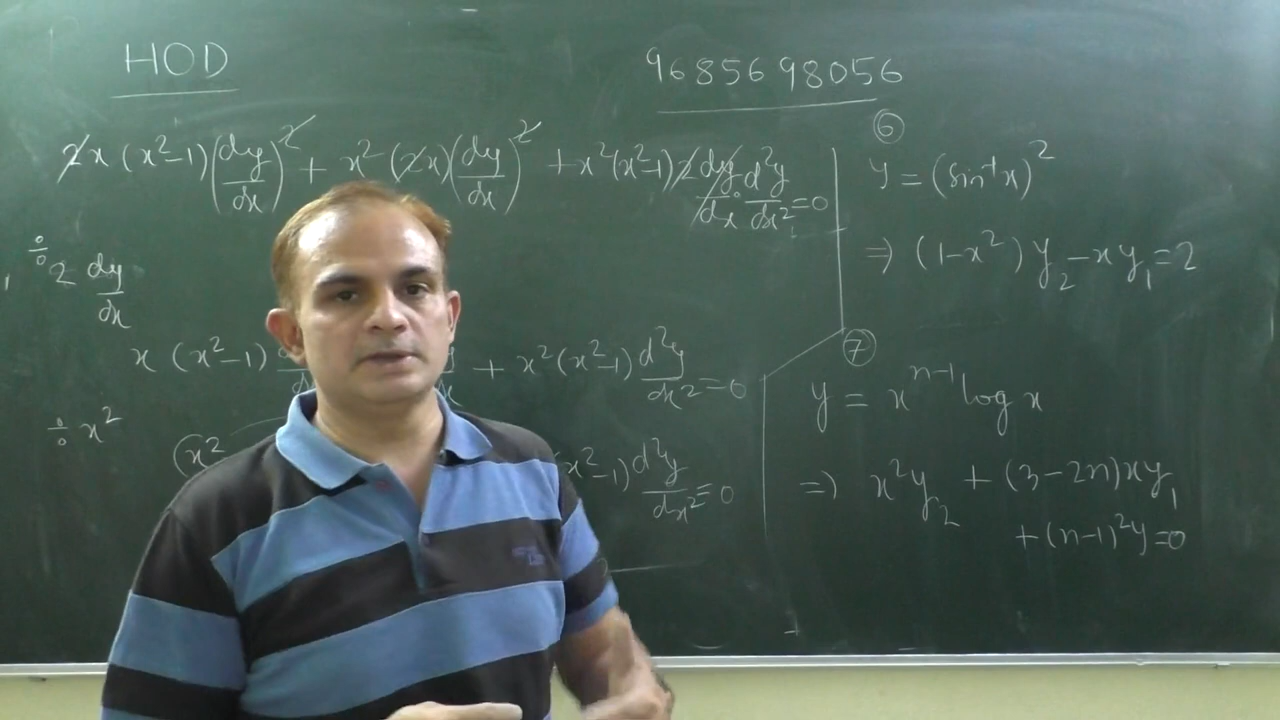 HOD
9685698056
2x (x²-1)(dy/dx)² + x²(2x)(dy/dx)² + x²(x²-1) 2 dy/dx · d²y/dx² = 0
÷ 2 dy/dx
x (x²-1) + x²(x²-1) d²y/dx² = 0
÷ x²
(x² x²-1) d²y/dx² = 0
⑥
y = (sin⁻¹x)²
⇒ (1-x²) y₂ - xy₁ = 2
⑦
y = xⁿ⁻¹ log x
⇒ x²y₂ + (3-2n)xy₁
+ (n-1)²y = 0